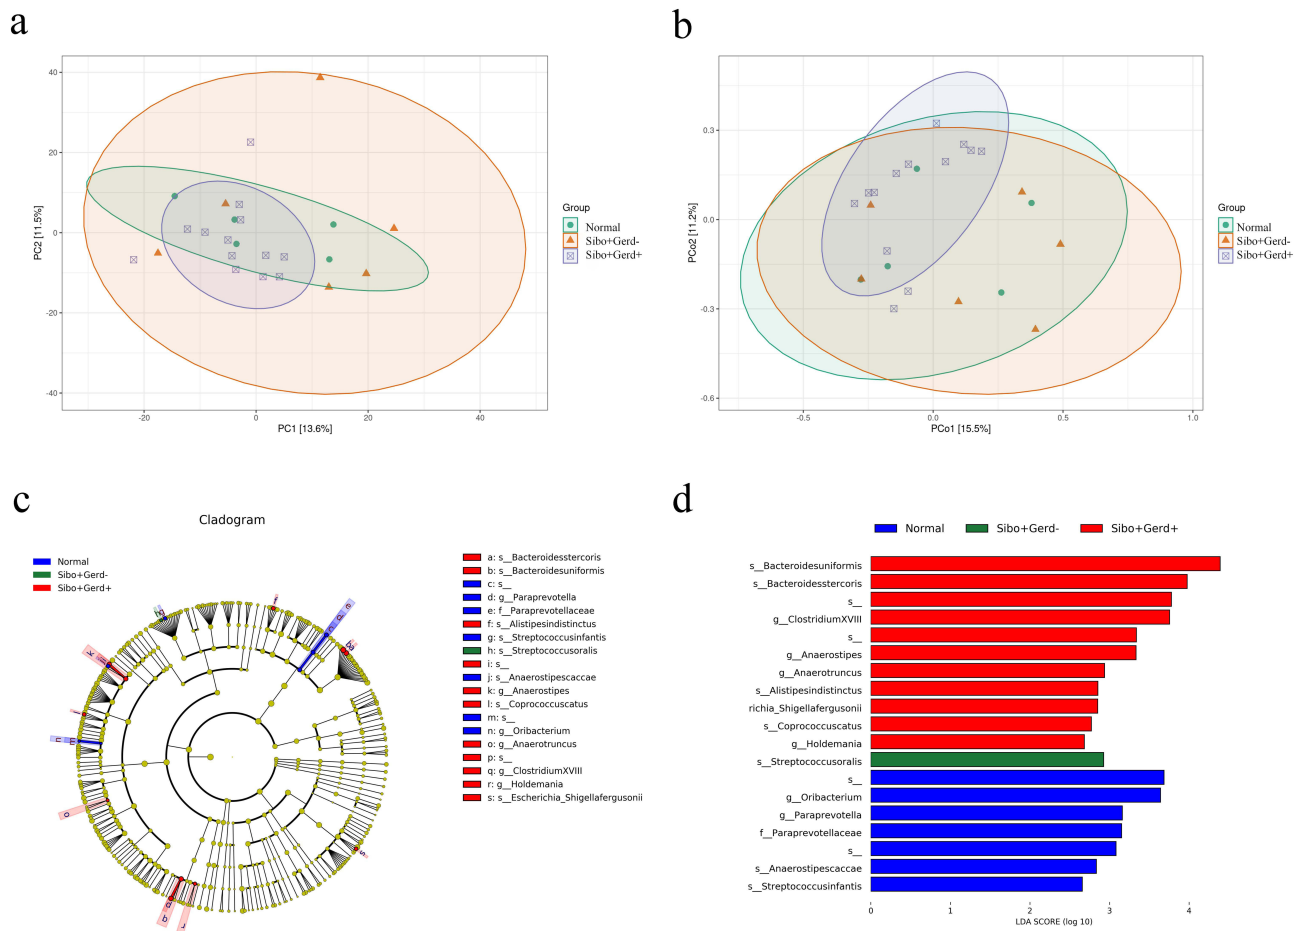 a
40
20
0
-20
-40
-20
0
20
40
PC2 [11.5%]
PC1 [13.6%]
Group
Normal
Sibo+Gerd-
Sibo+Gerd+
b
0.3
0.0
-0.3
-0.6
-0.5
0.0
0.5
1.0
PCo2 [11.2%]
PCo1 [15.5%]
Group
Normal
Sibo+Gerd-
Sibo+Gerd+
c
Cladogram
Normal
Sibo+Gerd-
Sibo+Gerd+
a: s__Bacteroidesstercoris
b: s__Bacteroidesuniformis
c: s__
d: g__Paraprevotella
e: f__Paraprevotellaceae
f: s__Alistipesindistinctus
g: s__Streptococcusinfantis
h: s__Streptococcusoralis
i: s__
j: s__Anaerostipescaccae
k: g__Anaerostipes
l: s__Coprococcuscatus
m: s__
n: g__Oribacterium
o: g__Anaerotruncus
p: s__
q: g__ClostridiumXVIII
r: g__Holdemania
s: s__Escherichia_Shigellafergusonii
d
Normal
Sibo+Gerd-
Sibo+Gerd+
s__Bacteroidesuniformis
s__Bacteroidesstercoris
s__
g__ClostridiumXVIII
s__
g__Anaerostipes
g__Anaerotruncus
s__Alistipesindistinctus
richia_Shigellafergusonii
s__Coprococcuscatus
g__Holdemania
s__Streptococcusoralis
s__
g__Oribacterium
g__Paraprevotella
f__Paraprevotellaceae
s__
s__Anaerostipescaccae
s__Streptococcusinfantis
0
1
2
3
4
LDA SCORE (log 10)